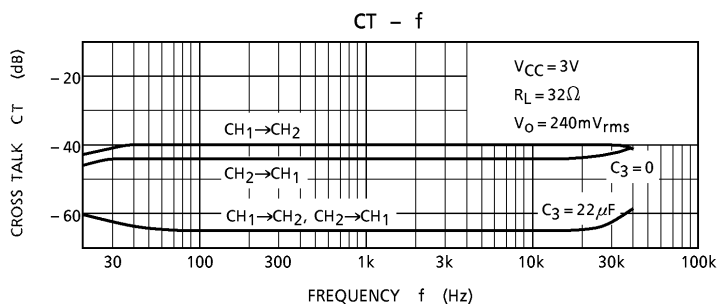 CT – f
CROSS TALK CT (dB)
–20
–40
–60
VCC = 3V
RL = 32Ω
VO = 240mVrms
CH1→CH2
CH2→CH1
C3 = 0
CH1→CH2, CH2→CH1
C3 = 22μF
30 100 300 1k 3k 10k 30k 100k
FREQUENCY f (Hz)